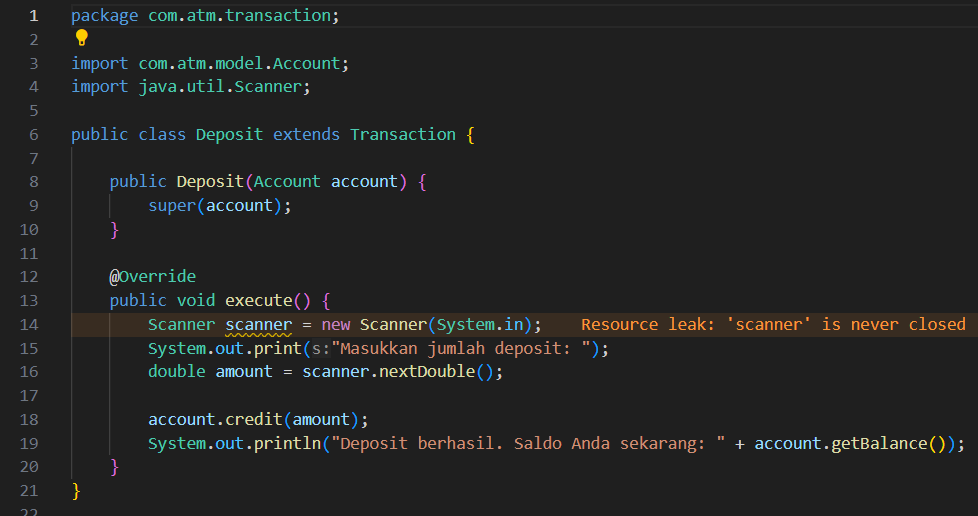 1 package com.atm.transaction;
2
3 import com.atm.model.Account;
4 import java.util.Scanner;
5
6 public class Deposit extends Transaction {
7
8 public Deposit(Account account) {
9 super(account);
10 }
11
12 @Override
13 public void execute() {
14 Scanner scanner = new Scanner(System.in); Resource leak: 'scanner' is never closed
15 System.out.print(s:"Masukkan jumlah deposit: ");
16 double amount = scanner.nextDouble();
17
18 account.credit(amount);
19 System.out.println("Deposit berhasil. Saldo Anda sekarang: " + account.getBalance());
20 }
21 }
22